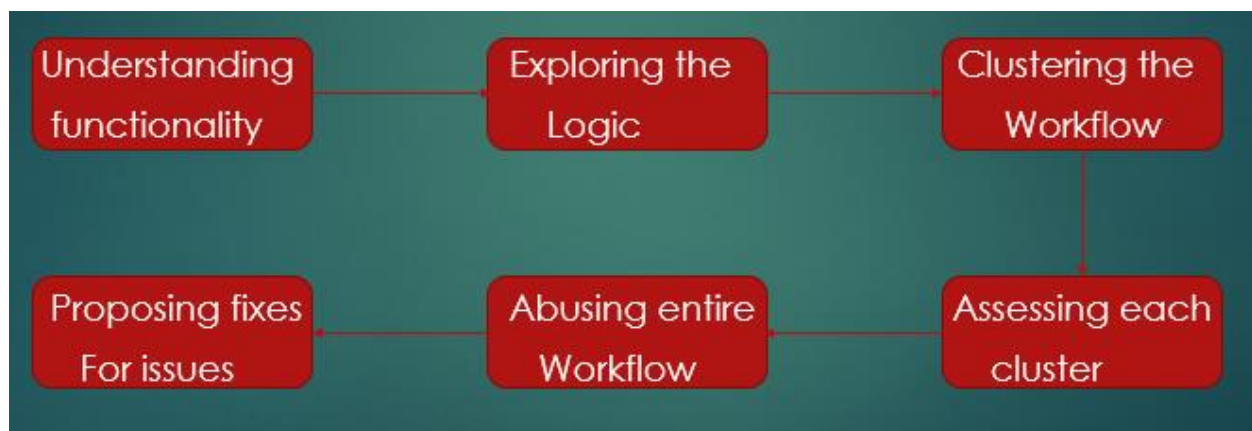 Understanding
functionality
Exploring the
Logic
Clustering the
Workflow
Assessing each
cluster
Abusing entire
Workflow
Proposing fixes
For issues